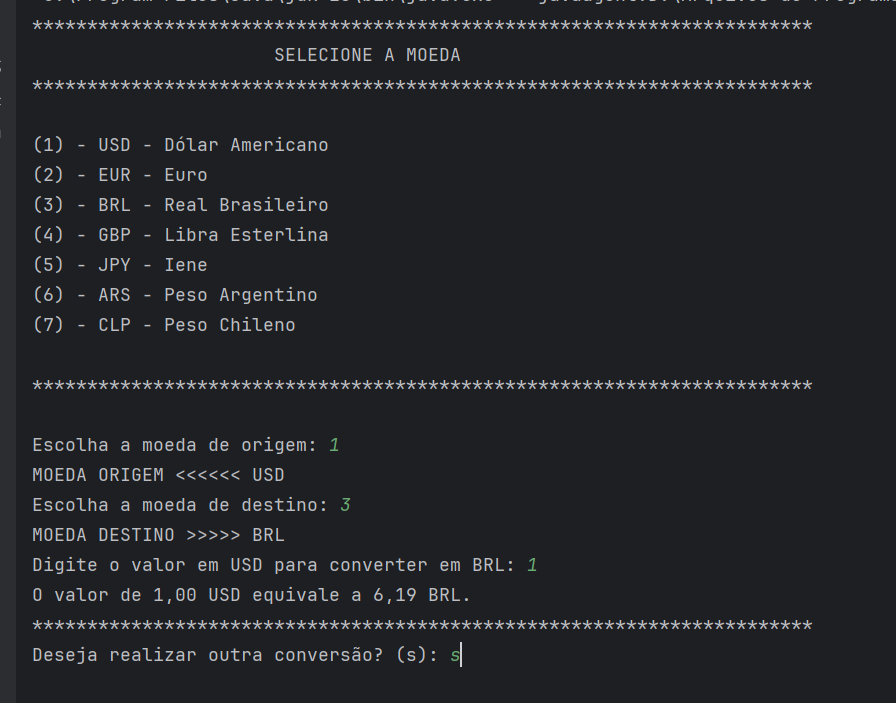 ***********************************************************************
SELECIONE A MOEDA
***********************************************************************
(1) - USD - Dólar Americano
(2) - EUR - Euro
(3) - BRL - Real Brasileiro
(4) - GBP - Libra Esterlina
(5) - JPY - Iene
(6) - ARS - Peso Argentino
(7) - CLP - Peso Chileno
***********************************************************************
Escolha a moeda de origem: 1
MOEDA ORIGEM <<<<<< USD
Escolha a moeda de destino: 3
MOEDA DESTINO >>>>> BRL
Digite o valor em USD para converter em BRL: 1
O valor de 1,00 USD equivale a 6,19 BRL.
***********************************************************************
Deseja realizar outra conversão? (s): s